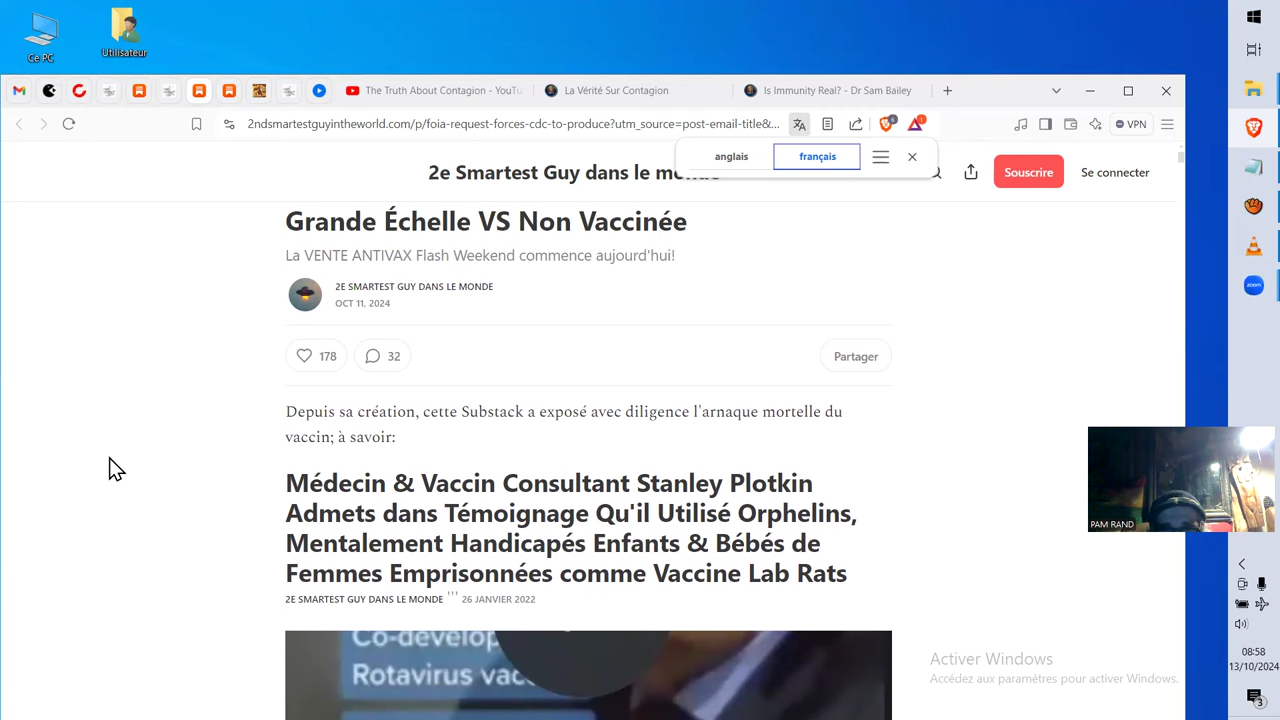 Ce PC
Utilisateur
The Truth About Contagion - YouTu
La Vérité Sur Contagion
Is Immunity Real? - Dr Sam Bailey
2ndsmartestguyintheworld.com/p/foia-request-forces-cdc-to-produce?utm_source=post-email-title&...
VPN
anglais
français
2e Smartest Guy dans le monde
Souscrire
Se connecter
Grande Échelle VS Non Vaccinée
La VENTE ANTIVAX Flash Weekend commence aujourd'hui!
2E SMARTEST GUY DANS LE MONDE
OCT 11, 2024
178
32
Partager
Depuis sa création, cette Substack a exposé avec diligence l'arnaque mortelle du
vaccin; à savoir:
Médecin & Vaccin Consultant Stanley Plotkin
Admets dans Témoignage Qu'il Utilisé Orphelins,
Mentalement Handicapés Enfants & Bébés de
Femmes Emprisonnées comme Vaccine Lab Rats
2E SMARTEST GUY DANS LE MONDE ''' 26 JANVIER 2022
Co-develop
Rotavirus vacc
PAM RAND
Activer Windows
Accédez aux paramètres pour activer Windows.
zoom
08:58
13/10/2024
3